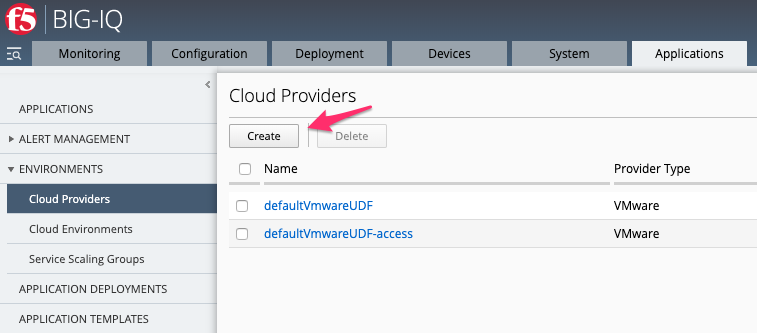 f5 BIG-IQ
Monitoring Configuration Deployment Devices System Applications
APPLICATIONS
ALERT MANAGEMENT
ENVIRONMENTS
Cloud Providers
Cloud Environments
Service Scaling Groups
APPLICATION DEPLOYMENTS
APPLICATION TEMPLATES
Cloud Providers
Create Delete
Name Provider Type
defaultVmwareUDF VMware
defaultVmwareUDF-access VMware